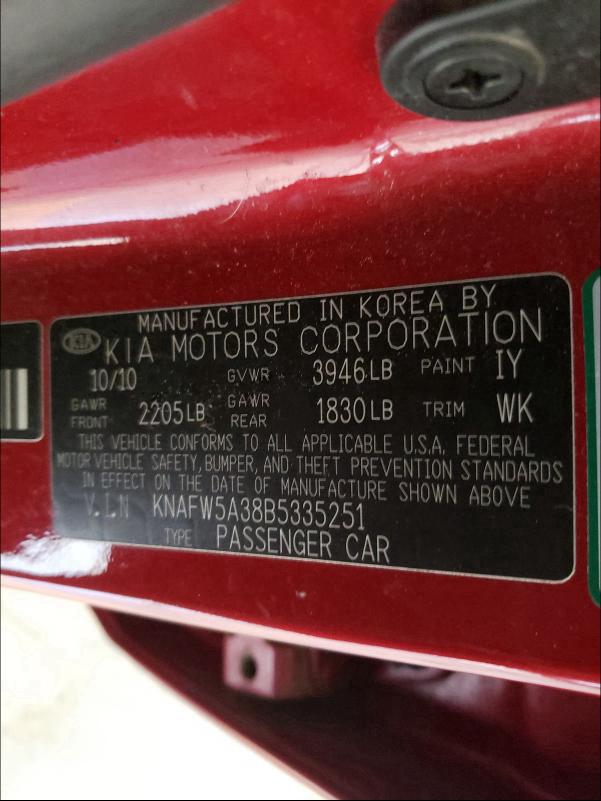 MANUFACTURED IN KOREA BY
KIA KIA MOTORS CORPORATION
10/10 GVWR 3946LB PAINT IY
GAWR FRONT 2205LB GAWR REAR 1830LB TRIM WK
THIS VEHICLE CONFORMS TO ALL APPLICABLE U.S.A. FEDERAL
MOTOR VEHICLE SAFETY, BUMPER, AND THEFT PREVENTION STANDARDS
IN EFFECT ON THE DATE OF MANUFACTURE SHOWN ABOVE
V.I.N KNAFW5A38B5335251
TYPE PASSENGER CAR